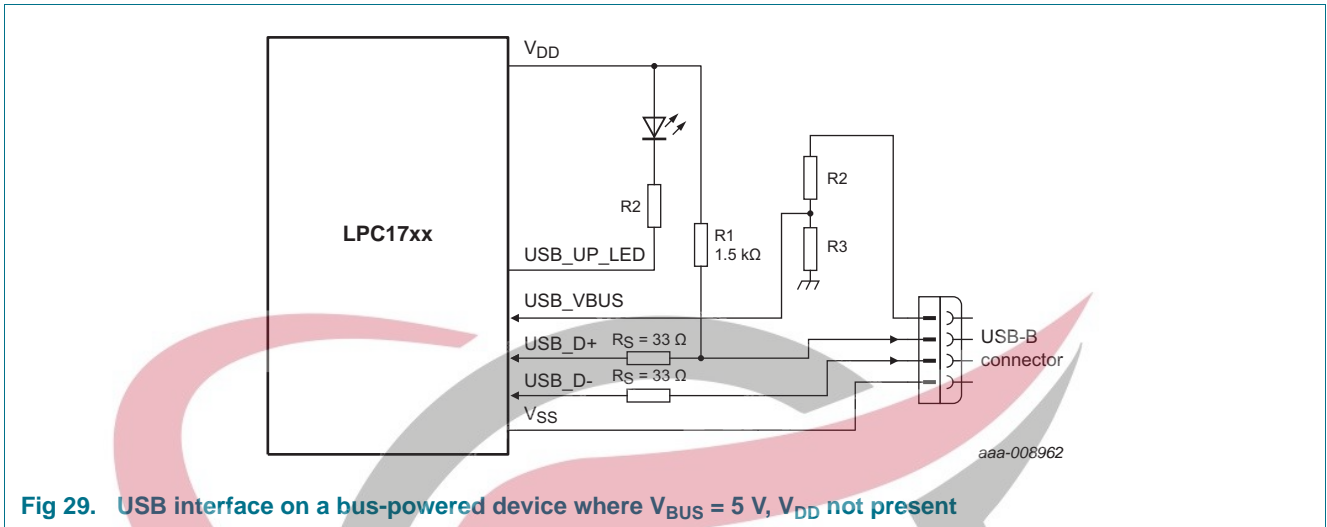 VDD
R2
R2
R1
1.5 kΩ
R3
LPC17xx
USB_UP_LED
USB_VBUS
USB_D+
RS = 33 Ω
USB-B
connector
USB_D-
RS = 33 Ω
VSS
aaa-008962
Fig 29. USB interface on a bus-powered device where VBUS = 5 V, VDD not present